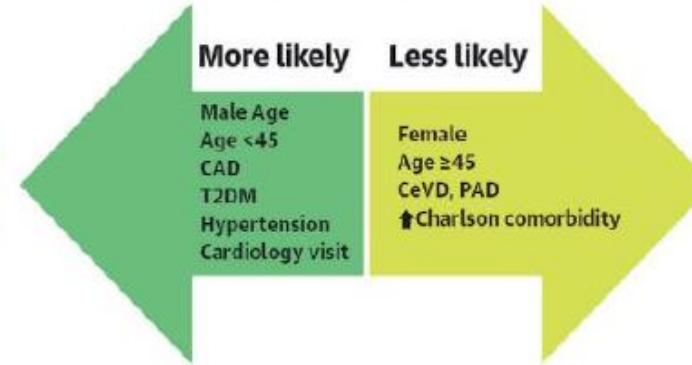 More likely
Male Age
Age <45
CAD
T2DM
Hypertension
Cardiology visit
Less likely
Female
Age ≥45
CeVD, PAD
⬆Charlson comorbidity